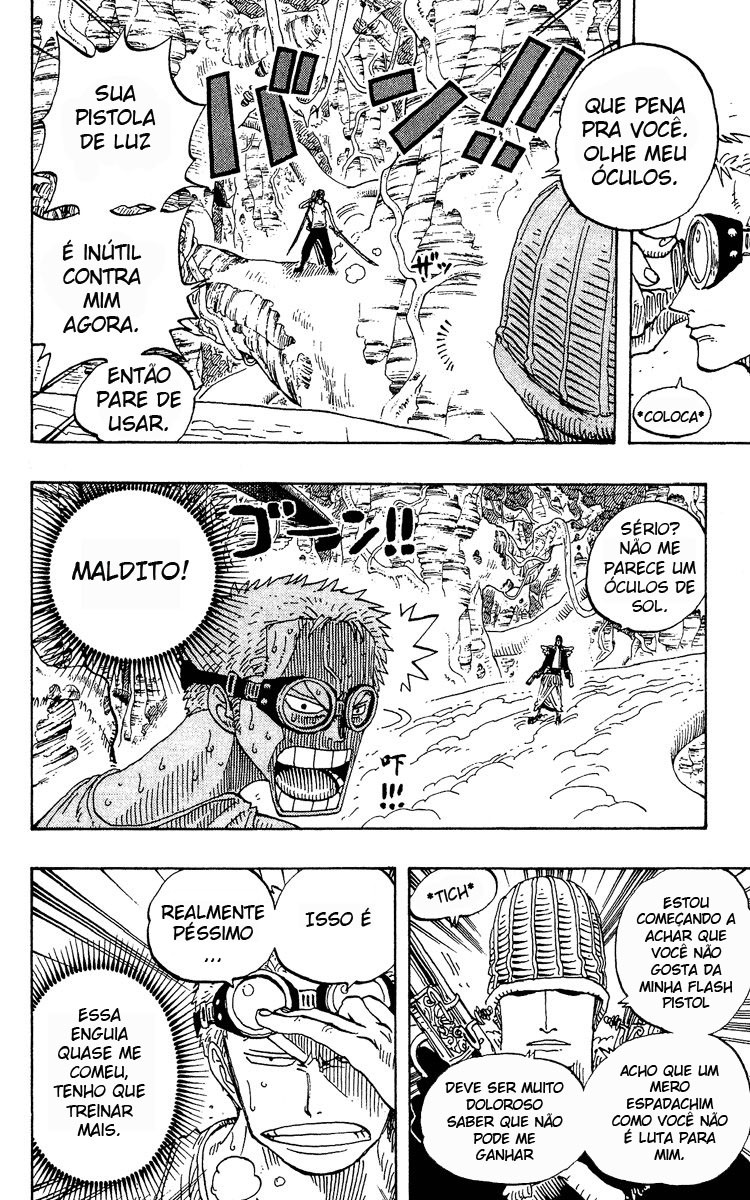 QUE PENA
PRA VOCÊ.
OLHE MEU
ÓCULOS.
*COLOCA*
バン!!
ザッ
SUA
PISTOLA
DE LUZ
É INÚTIL
CONTRA
MIM
AGORA.
ENTÃO
PARE DE
USAR.
SÉRIO?
NÃO ME
PARECE UM
ÓCULOS DE
SOL.
ゴーン!!
MALDITO!
*TICH*
ESTOU
COMEÇANDO A
ACHAR QUE
VOCÊ NÃO
GOSTA DA
MINHA FLASH
PISTOL
ACHO QUE UM
MERO
ESPADACHIM
COMO VOCÊ NÃO
É LUTA PARA
MIM.
DEVE SER MUITO
DOLOROSO
SABER QUE NÃO
PODE ME
GANHAR
ISSO É
REALMENTE
PÉSSIMO
...
ESSA
ENGUIA
QUASE ME
COMEU,
TENHO QUE
TREINAR
MAIS.